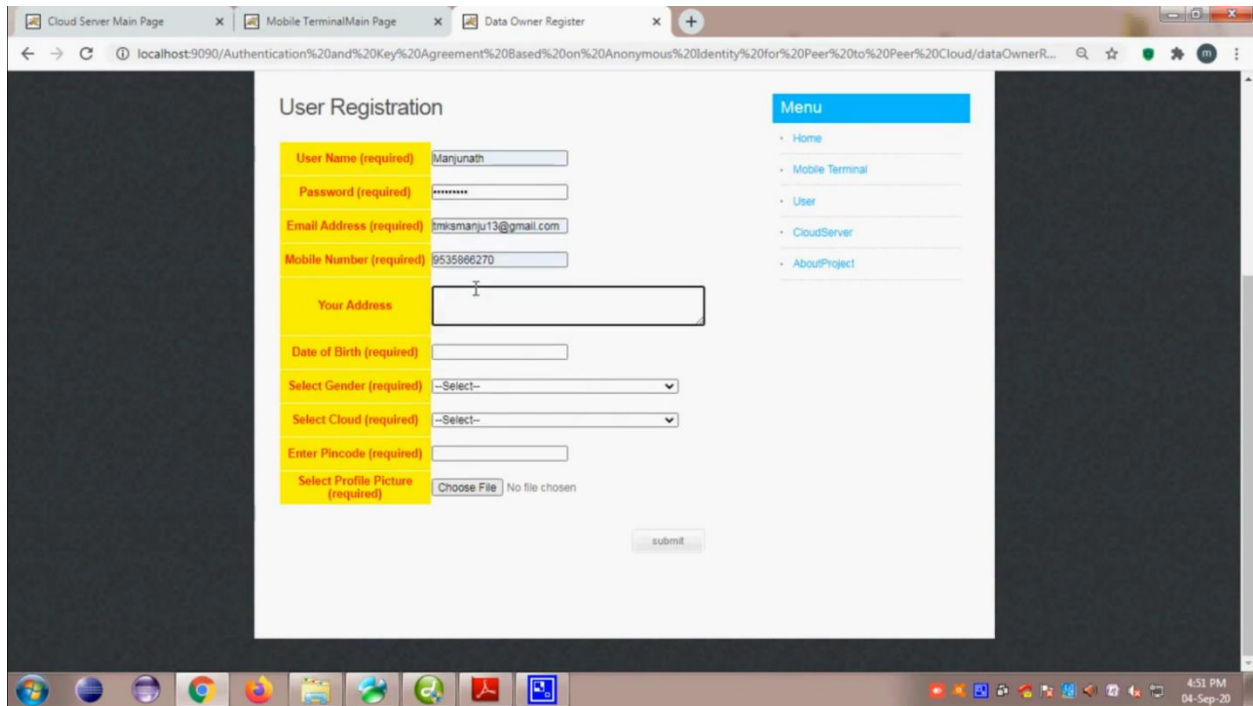 Cloud Server Main Page
Mobile TerminalMain Page
Data Owner Register
localhost:9090/Authentication%20and%20Key%20Agreement%20Based%20on%20Anonymous%20Identity%20for%20Peer%20to%20Peer%20Cloud/dataOwnerR...
m
User Registration
Menu
Home
Mobile Terminal
User
CloudServer
AboutProject
User Name (required) Manjunath
Password (required) •••••••••
Email Address (required) tmksmanju13@gmail.com
Mobile Number (required) 9535866270
Your Address
Date of Birth (required)
Select Gender (required) --Select--
Select Cloud (required) --Select--
Enter Pincode (required)
Select Profile Picture
(required) Choose File No file chosen
submit
4:51 PM
04-Sep-20